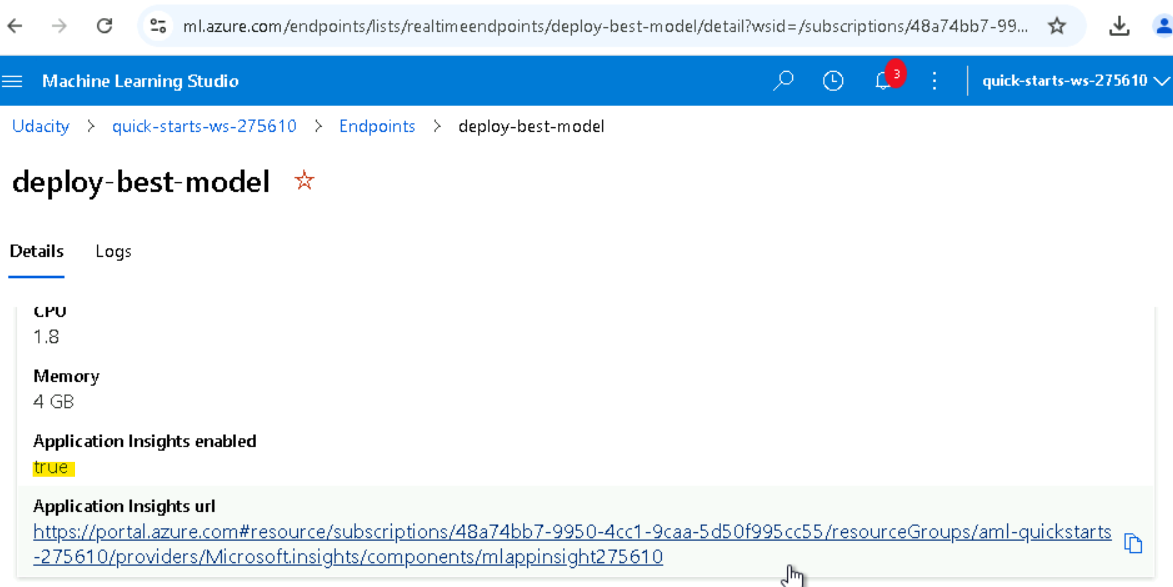 ml.azure.com/endpoints/lists/realtimeendpoints/deploy-best-model/detail?wsid=/subscriptions/48a74bb7-99...
Machine Learning Studio
3
quick-starts-ws-275610
Udacity > quick-starts-ws-275610 > Endpoints > deploy-best-model
deploy-best-model
Details Logs
CPU
1.8
Memory
4 GB
Application Insights enabled
true
Application Insights url
https://portal.azure.com#resource/subscriptions/48a74bb7-9950-4cc1-9caa-5d50f995cc55/resourceGroups/aml-quickstarts
-275610/providers/Microsoft.insights/components/mlappinsight275610